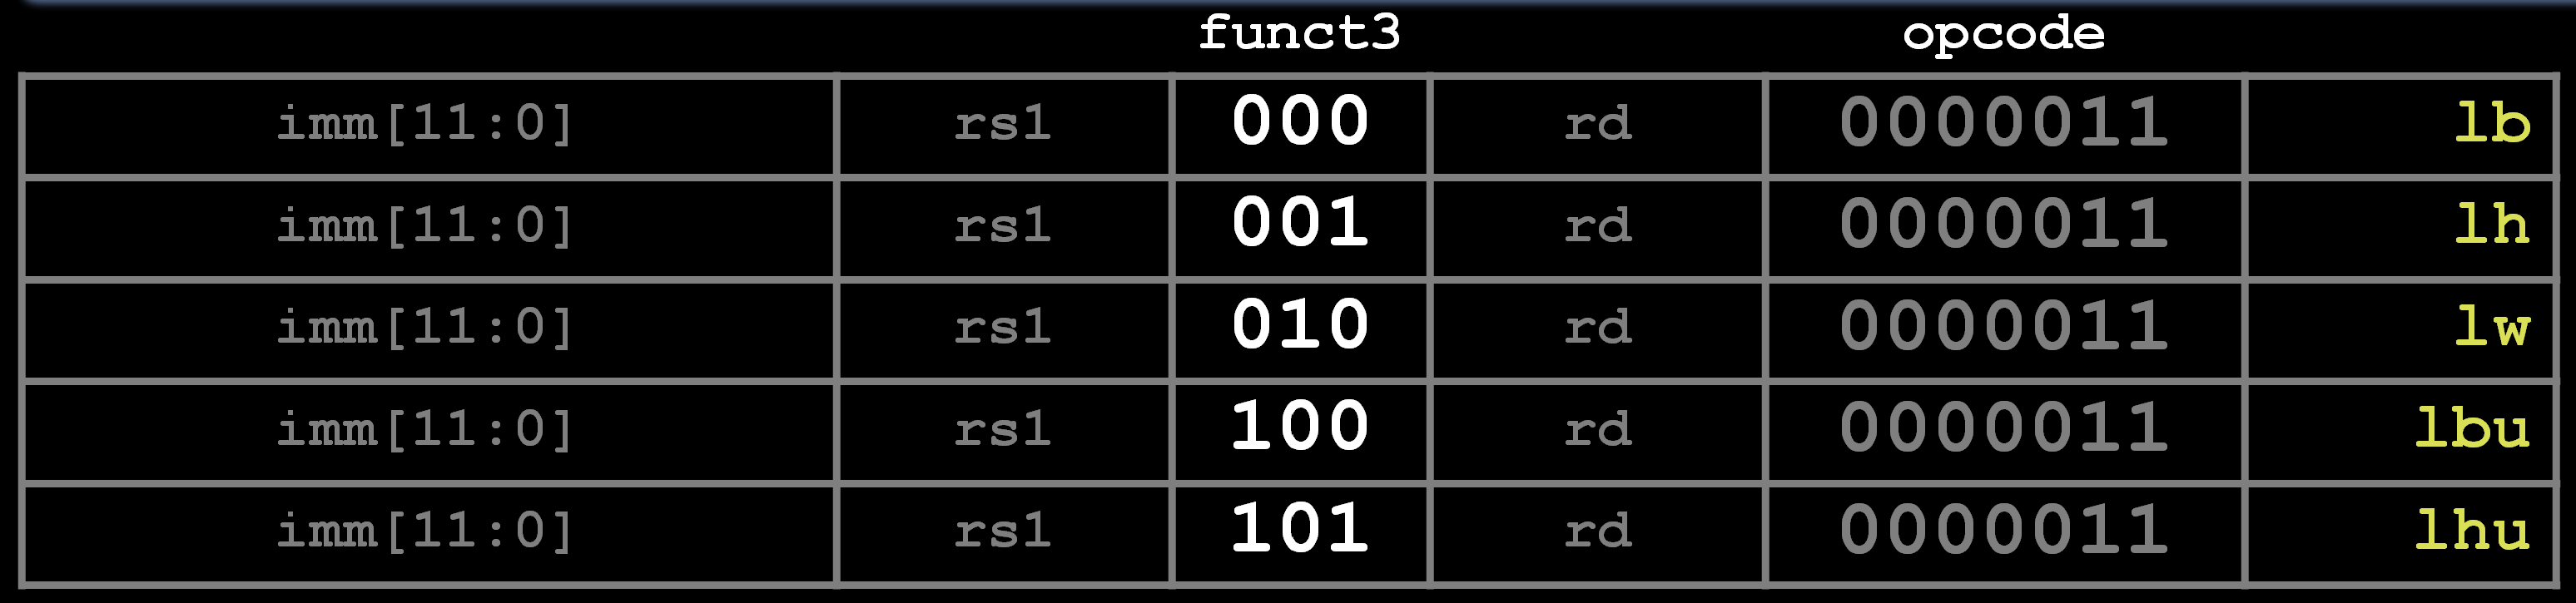 funct3 opcode
imm[11:0] rs1 000 rd 0000011 lb
imm[11:0] rs1 001 rd 0000011 lh
imm[11:0] rs1 010 rd 0000011 lw
imm[11:0] rs1 100 rd 0000011 lbu
imm[11:0] rs1 101 rd 0000011 lhu